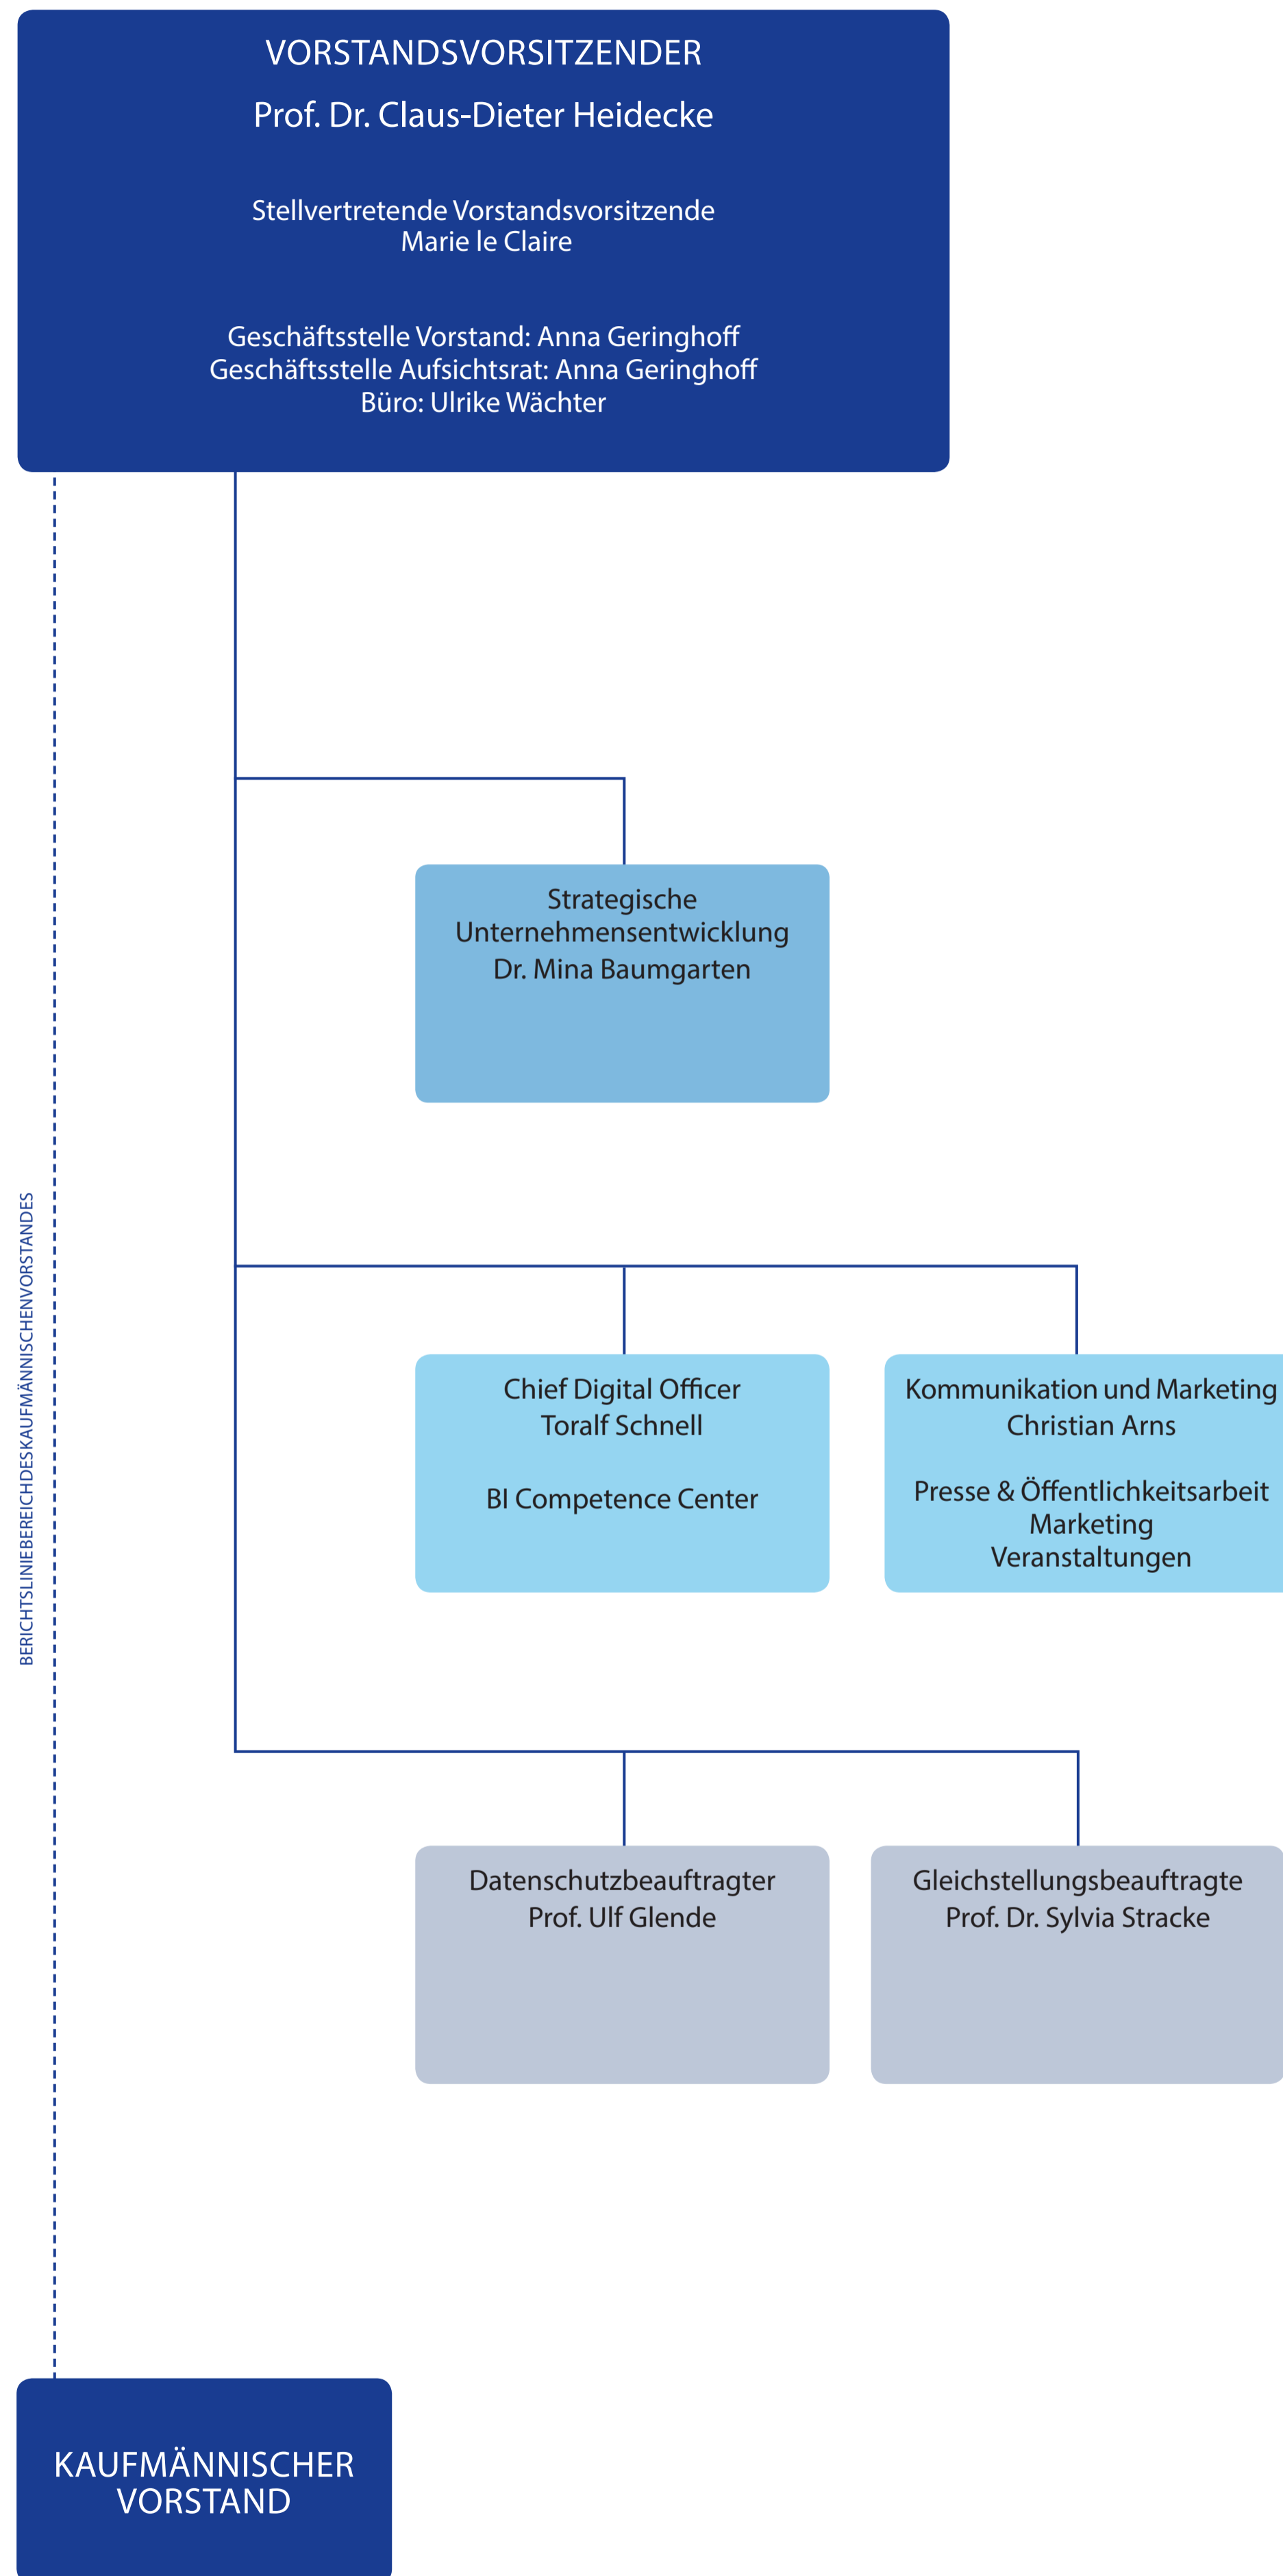 VORSTANDSVORSITZENDER
Prof. Dr. Claus-Dieter Heidecke
Stellvertretende Vorstandsvorsitzende
Marie le Claire
Geschäftsstelle Vorstand: Anna Geringhoff
Geschäftsstelle Aufsichtsrat: Anna Geringhoff
Büro: Ulrike Wächter
Strategische
Unternehmensentwicklung
Dr. Mina Baumgarten
BERICHTSLINIEBEREICHDESKAUFMÄNNISCHENVORSTANDES
Chief Digital Officer
Toralf Schnell
BI Competence Center
Kommunikation und Marketing
Christian Arns
Presse & Öffentlichkeitsarbeit
Marketing
Veranstaltungen
Datenschutzbeauftragter
Prof. Ulf Glende
Gleichstellungsbeauftragte
Prof. Dr. Sylvia Stracke
KAUFMÄNNISCHER
VORSTAND